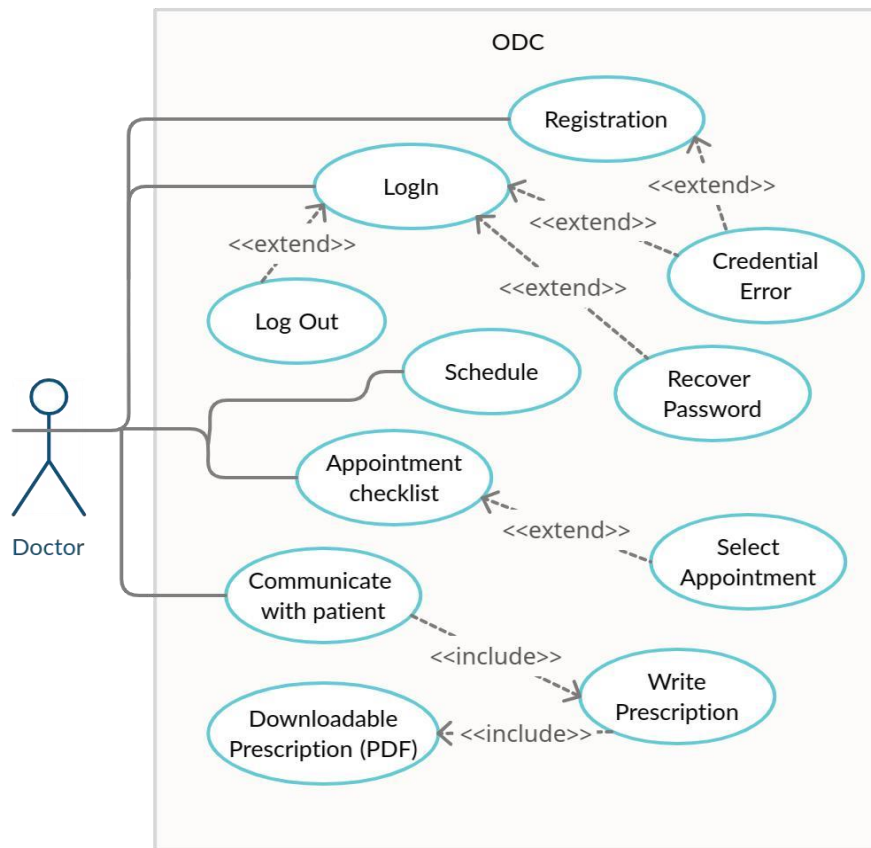 ODC
Registration
<<extend>>
LogIn
<<extend>>
<<extend>>
Credential
Error
<<extend>>
Log Out
Schedule
Recover
Password
Appointment
checklist
<<extend>>
Select
Appointment
Doctor
Communicate
with patient
<<include>>
Write
Prescription
Downloadable
Prescription (PDF)
<<include>>